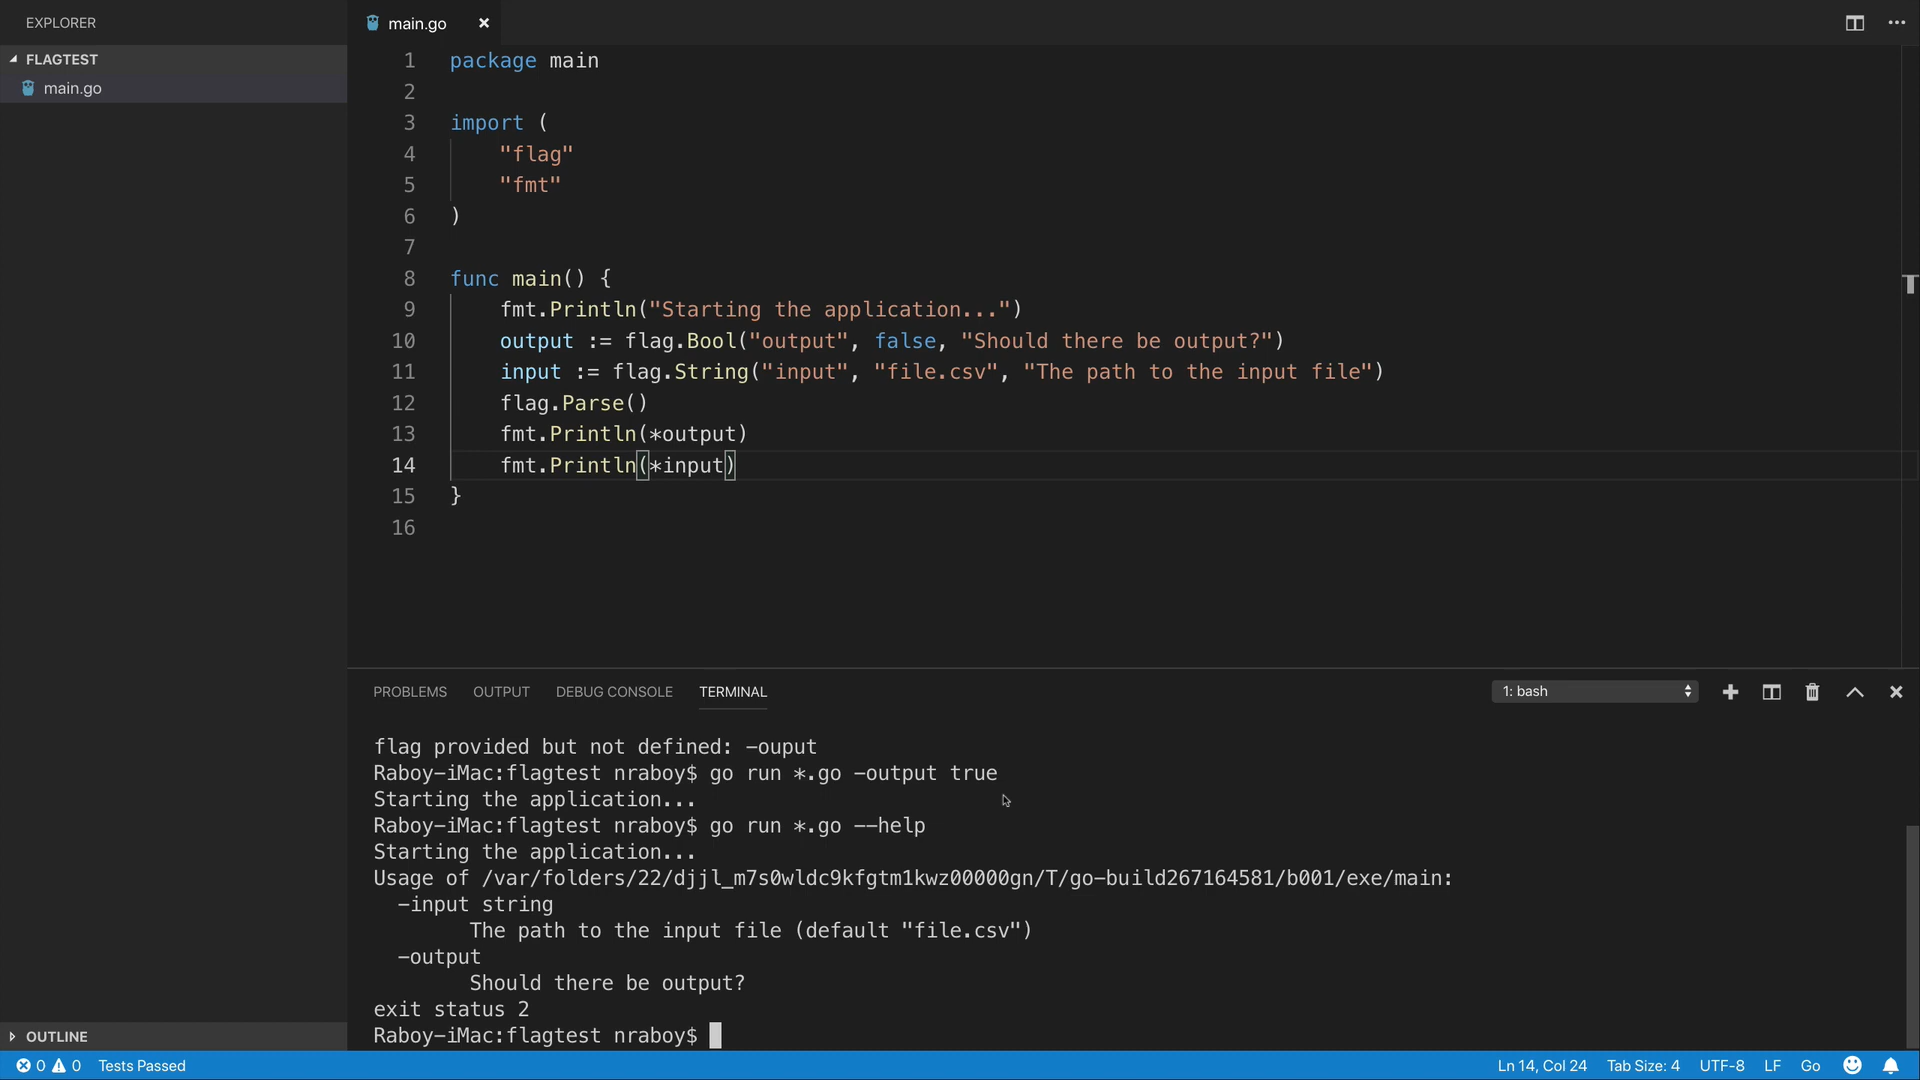 EXPLORER
FLAGTEST
main.go
main.go
1 package main
2
3 import (
4 "flag"
5 "fmt"
6 )
7
8 func main() {
9 fmt.Println("Starting the application...")
10 output := flag.Bool("output", false, "Should there be output?")
11 input := flag.String("input", "file.csv", "The path to the input file")
12 flag.Parse()
13 fmt.Println(*output)
14 fmt.Println(*input)
15 }
16
PROBLEMS OUTPUT DEBUG CONSOLE TERMINAL 1: bash
flag provided but not defined: -ouput
Raboy-iMac:flagtest nraboy$ go run *.go -output true
Starting the application...
Raboy-iMac:flagtest nraboy$ go run *.go --help
Starting the application...
Usage of /var/folders/22/djjl_m7s0wldc9kfgtm1kwz00000gn/T/go-build267164581/b001/exe/main:
-input string
The path to the input file (default "file.csv")
-output
Should there be output?
exit status 2
Raboy-iMac:flagtest nraboy$
OUTLINE
0 0 Tests Passed Ln 14, Col 24 Tab Size: 4 UTF-8 LF Go